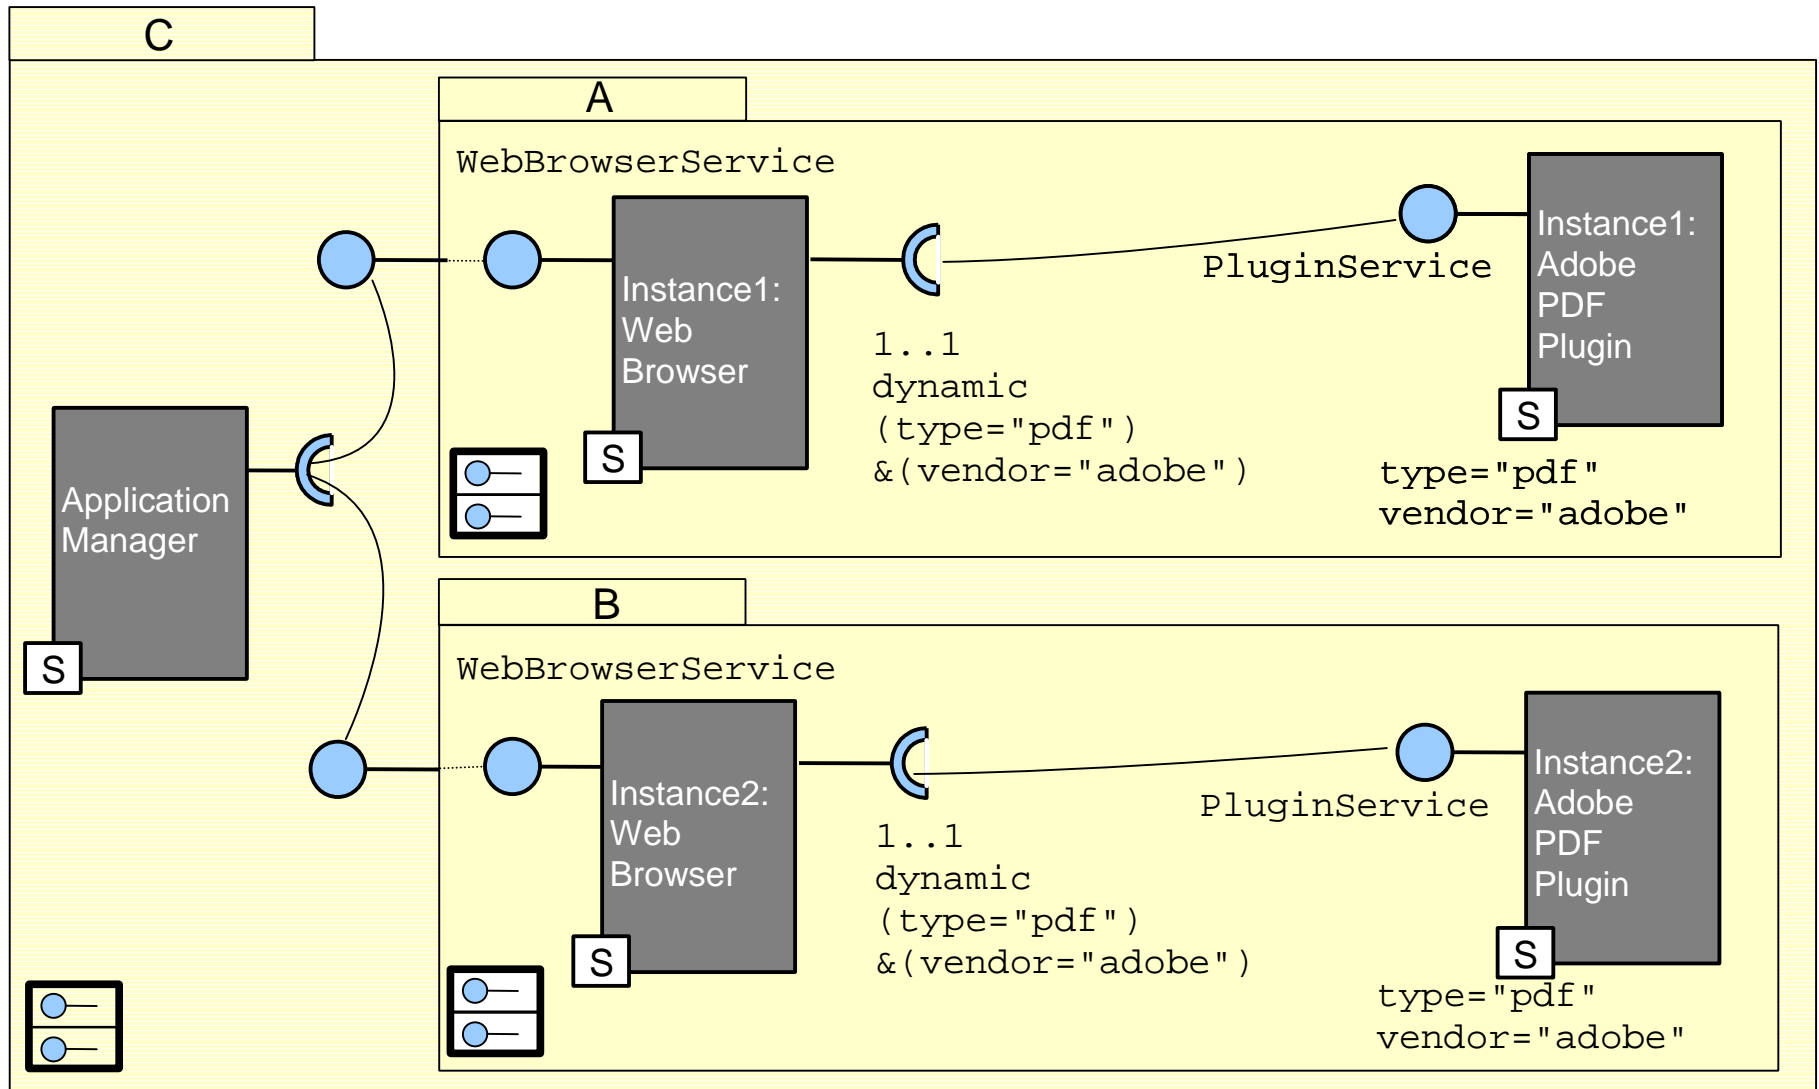 C
A
WebBrowserService
Instance1:
Web
Browser
S
1..1
dynamic
(type="pdf")
&(vendor="adobe")
PluginService
Instance1:
Adobe
PDF
Plugin
S
type="pdf"
vendor="adobe"
Application
Manager
S
B
WebBrowserService
Instance2:
Web
Browser
S
1..1
dynamic
(type="pdf")
&(vendor="adobe")
PluginService
Instance2:
Adobe
PDF
Plugin
S
type="pdf"
vendor="adobe"